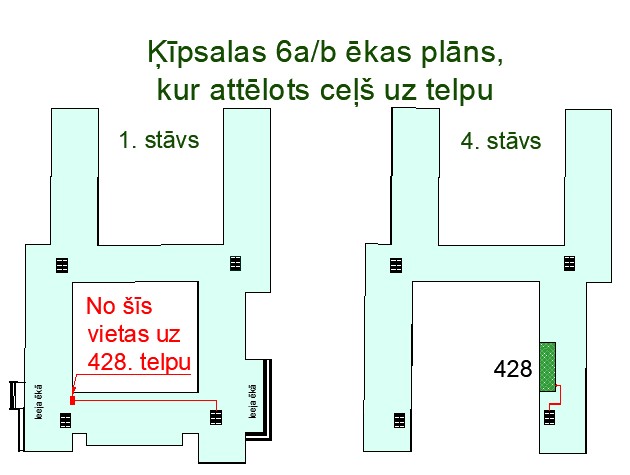 Ķīpsalas 6a/b ēkas plāns,
kur attēlots ceļš uz telpu
1. stāvs
4. stāvs
No šīs
vietas uz
428. telpu
428
Ieeja ēkā
Ieeja ēkā